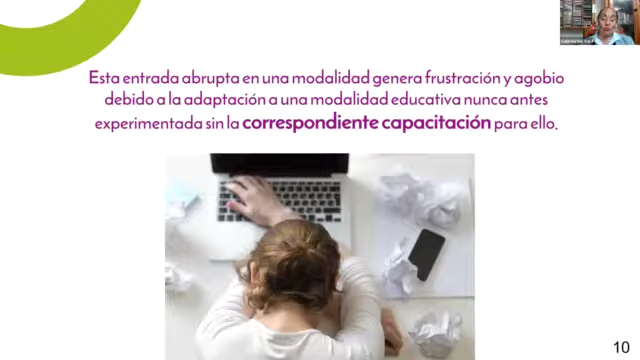 Esta entrada abrupta en una modalidad genera frustración y agobio
debido a la adaptación a una modalidad educativa nunca antes
experimentada sin la correspondiente capacitación para ello.
10